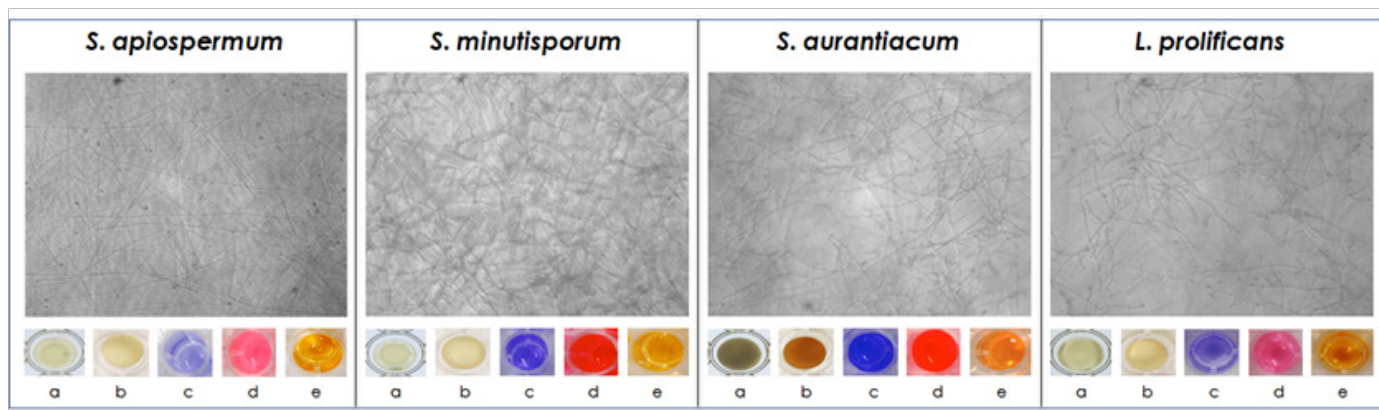 S. apiospermum
S. minutisporum
S. aurantiacum
L. prolificans
a b c d e
a b c d e
a b c d e
a b c d e